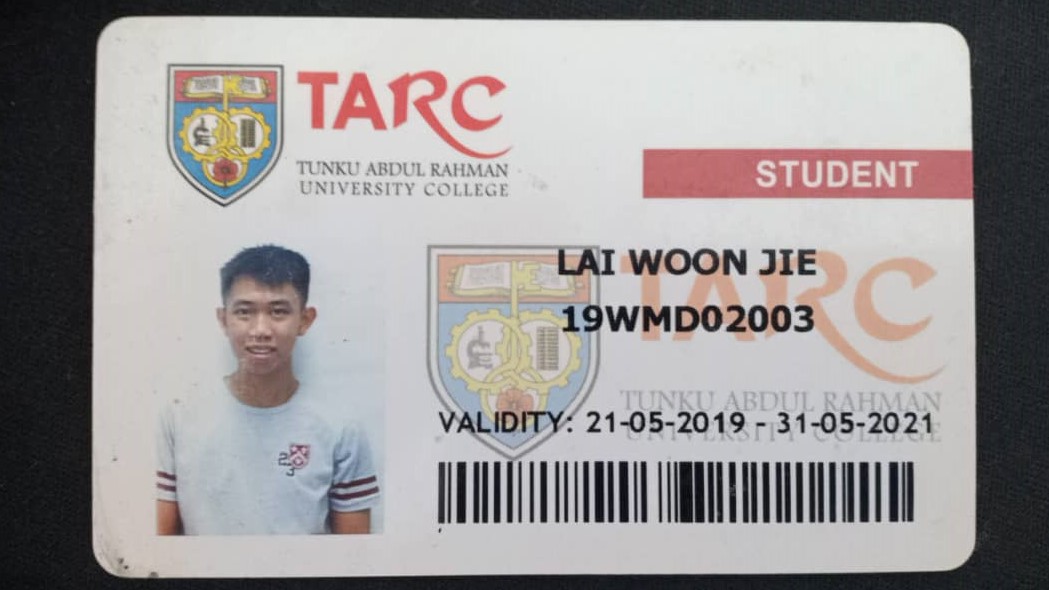 TARC
TUNKU ABDUL RAHMAN
UNIVERSITY COLLEGE
STUDENT
LAI WOON JIE
19WMD02003
TARC
TUNKU ABDUL RAHMAN
UNIVERSITY COLLEGE
VALIDITY: 21-05-2019 - 31-05-2021
23